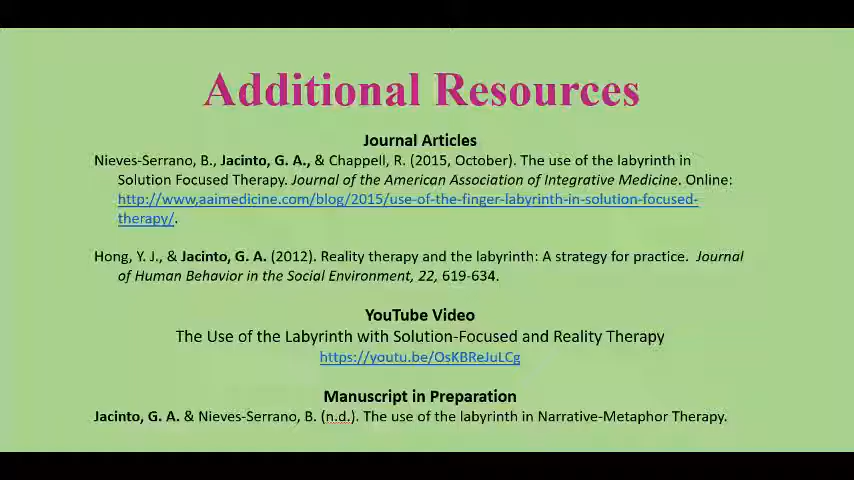 Additional Resources
Journal Articles
Nieves-Serrano, B., Jacinto, G. A., & Chappell, R. (2015, October). The use of the labyrinth in
Solution Focused Therapy. Journal of the American Association of Integrative Medicine. Online:
http://www,aaimedicine.com/blog/2015/use-of-the-finger-labyrinth-in-solution-focused-
therapy/.
Hong, Y. J., & Jacinto, G. A. (2012). Reality therapy and the labyrinth: A strategy for practice. Journal
of Human Behavior in the Social Environment, 22, 619-634.
YouTube Video
The Use of the Labyrinth with Solution-Focused and Reality Therapy
https://youtu.be/OsKBReJuLCg
Manuscript in Preparation
Jacinto, G. A. & Nieves-Serrano, B. (n.d.). The use of the labyrinth in Narrative-Metaphor Therapy.